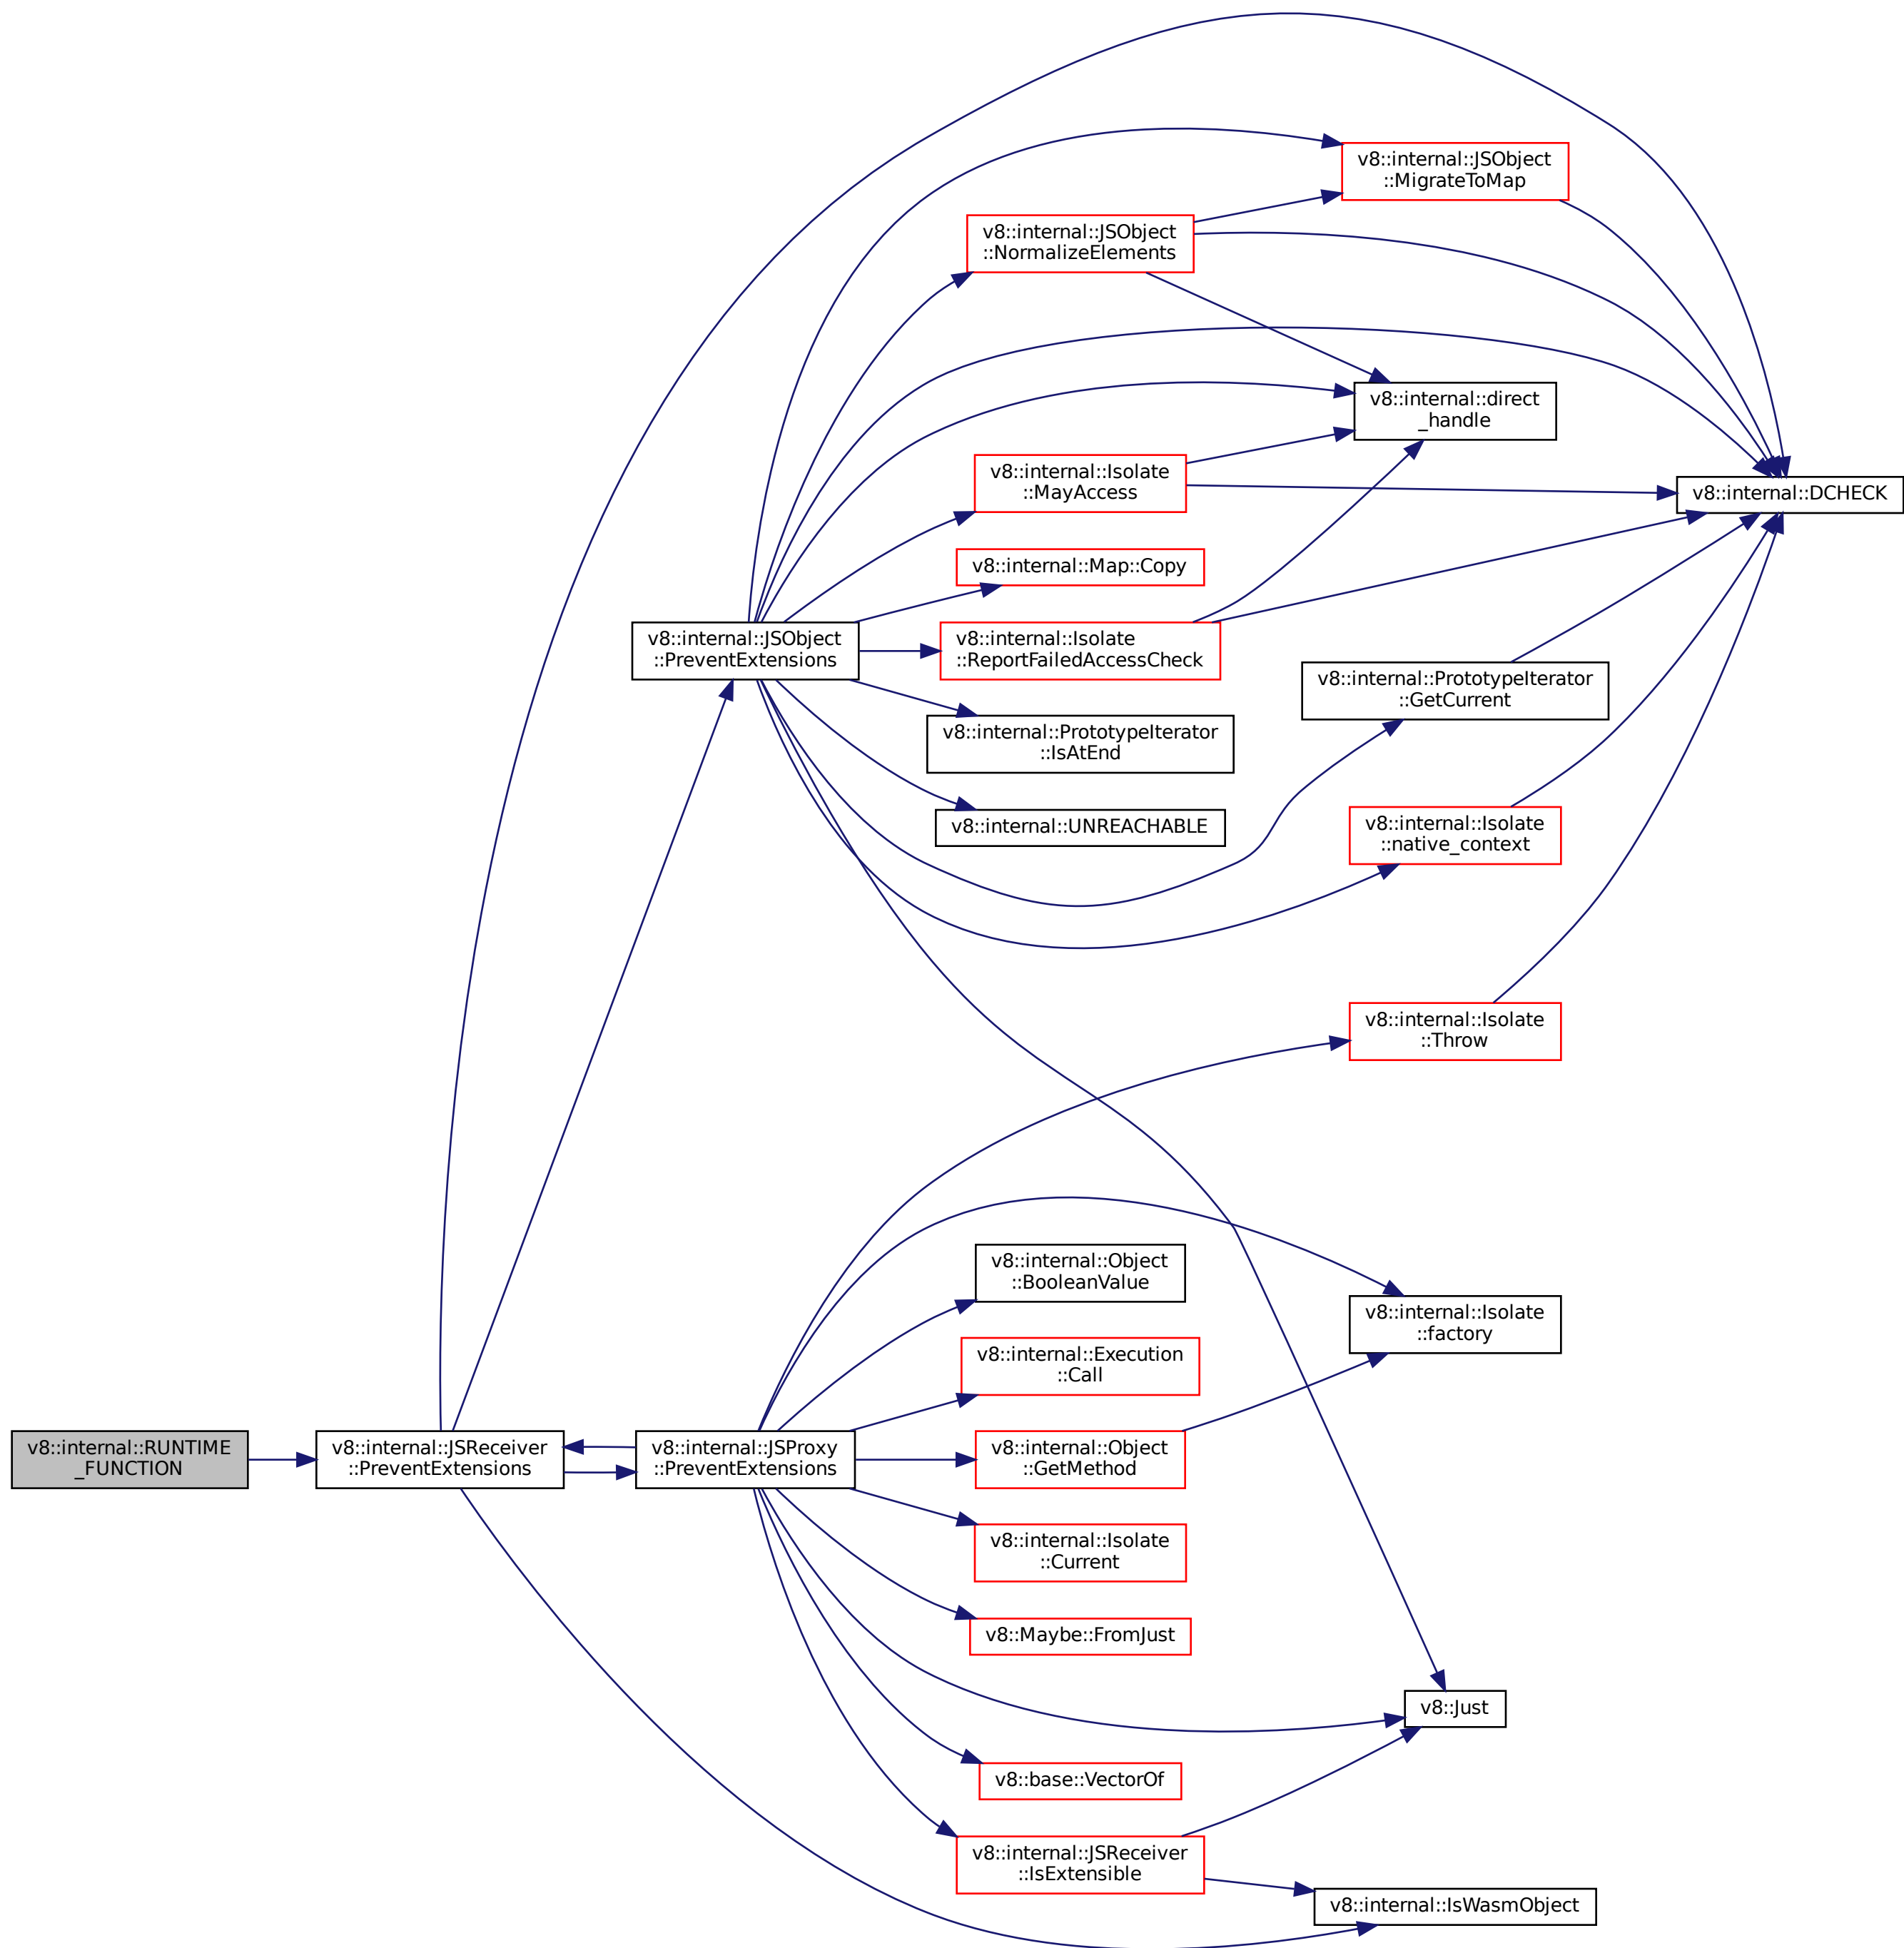 v8::internal::JSObject
::MigrateToMap
v8::internal::JSObject
::NormalizeElements
v8::internal::direct
_handle
v8::internal::Isolate
::MayAccess
v8::internal::DCHECK
v8::internal::Map::Copy
v8::internal::JSObject
::PreventExtensions
v8::internal::Isolate
::ReportFailedAccessCheck
v8::internal::PrototypeIterator
::GetCurrent
v8::internal::PrototypeIterator
::IsAtEnd
v8::internal::UNREACHABLE
v8::internal::Isolate
::native_context
v8::internal::Isolate
::Throw
v8::internal::Object
::BooleanValue
v8::internal::Isolate
::factory
v8::internal::Execution
::Call
v8::internal::RUNTIME
_FUNCTION
v8::internal::JSReceiver
::PreventExtensions
v8::internal::JSProxy
::PreventExtensions
v8::internal::Object
::GetMethod
v8::internal::Isolate
::Current
v8::Maybe::FromJust
v8::Just
v8::base::VectorOf
v8::internal::JSReceiver
::IsExtensible
v8::internal::IsWasmObject